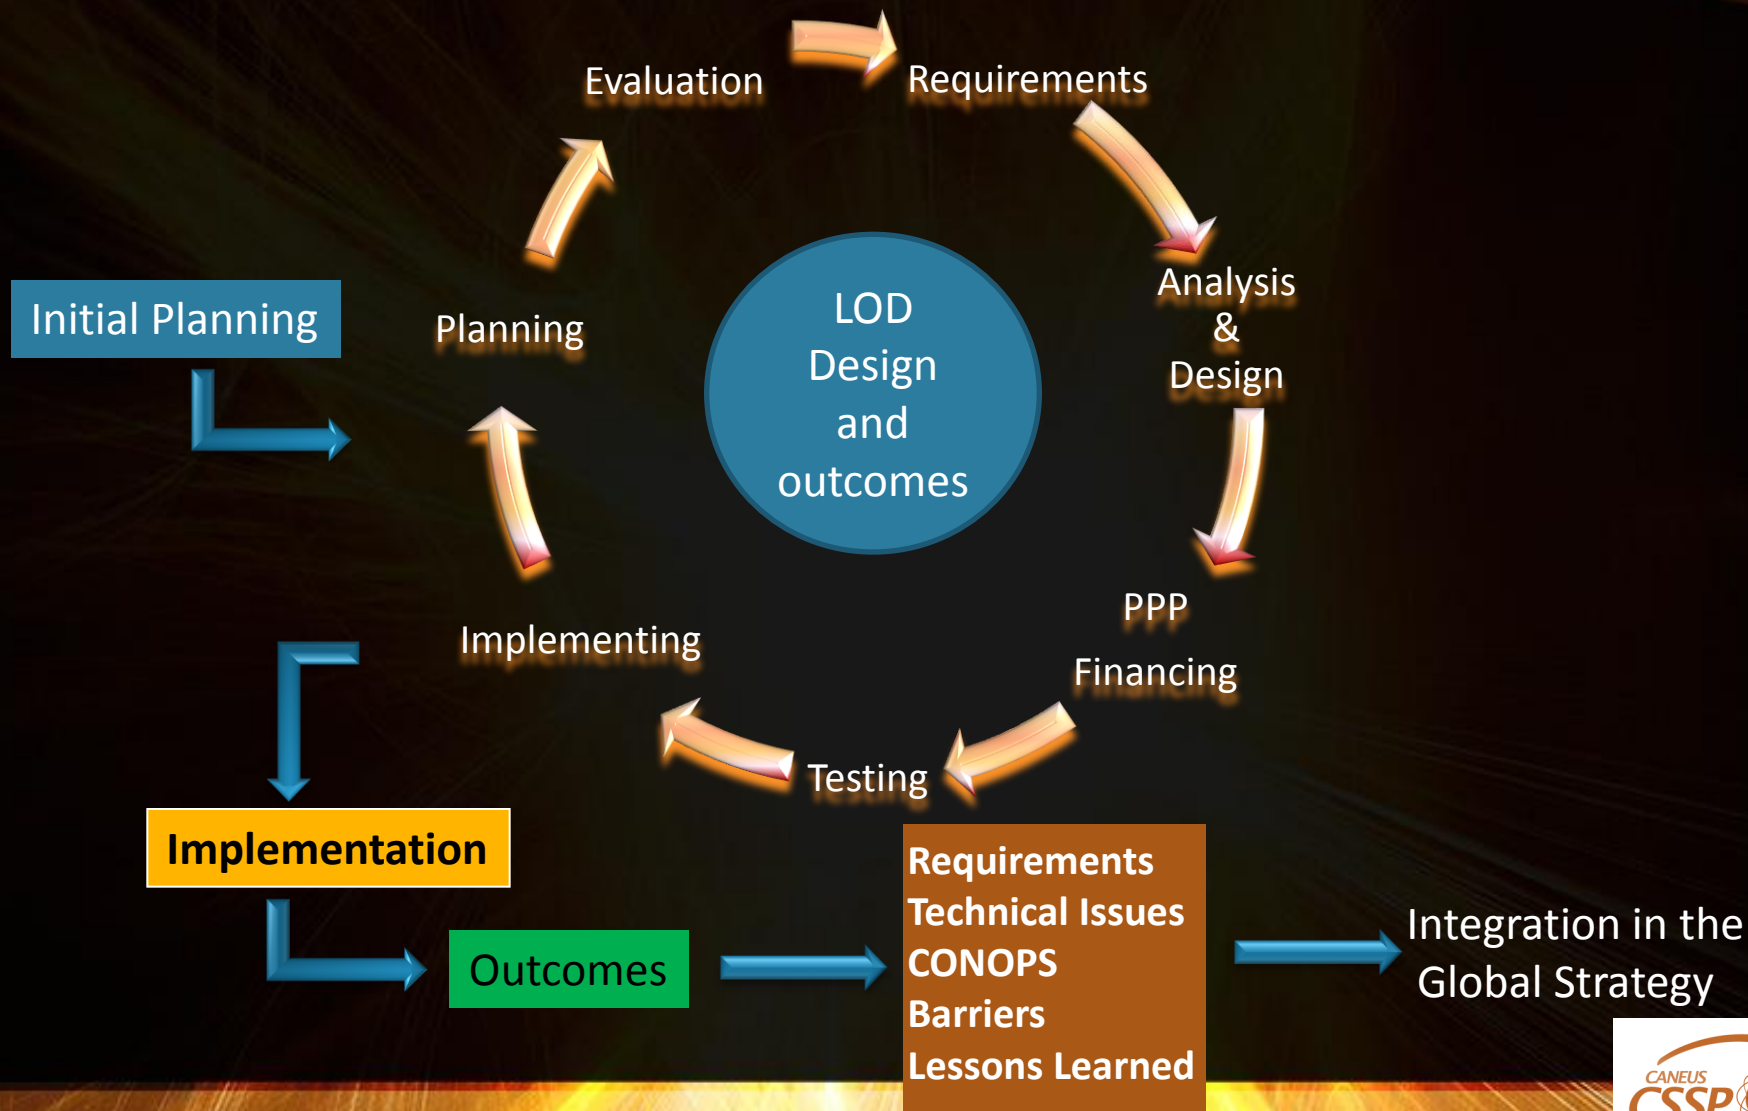 Evaluation
Requirements
Initial Planning
Planning
LOD
Design
and
outcomes
Analysis
&
Design
PPP
Financing
Implementing
Testing
Implementation
Outcomes
Requirements
Technical Issues
CONOPS
Barriers
Lessons Learned
Integration in the
Global Strategy
CANEUS
CSSP